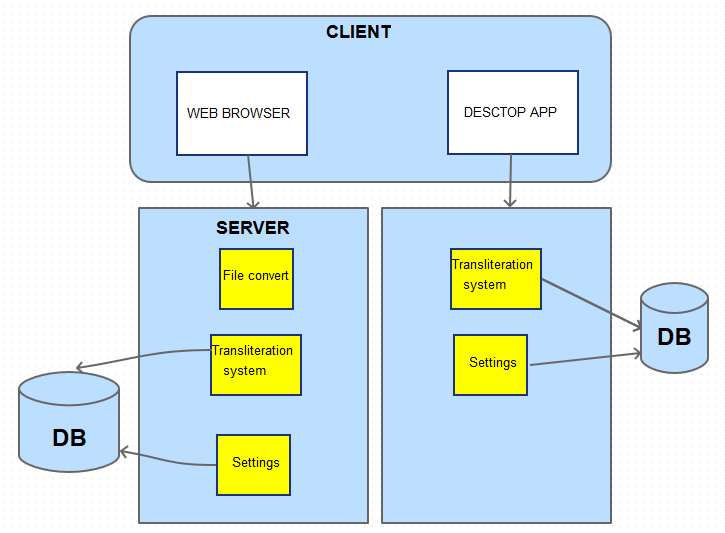 CLIENT
WEB BROWSER
DESCTOP APP
SERVER
File convert
Transliteration
system
Settings
DB
Transliteration
system
Settings
DB